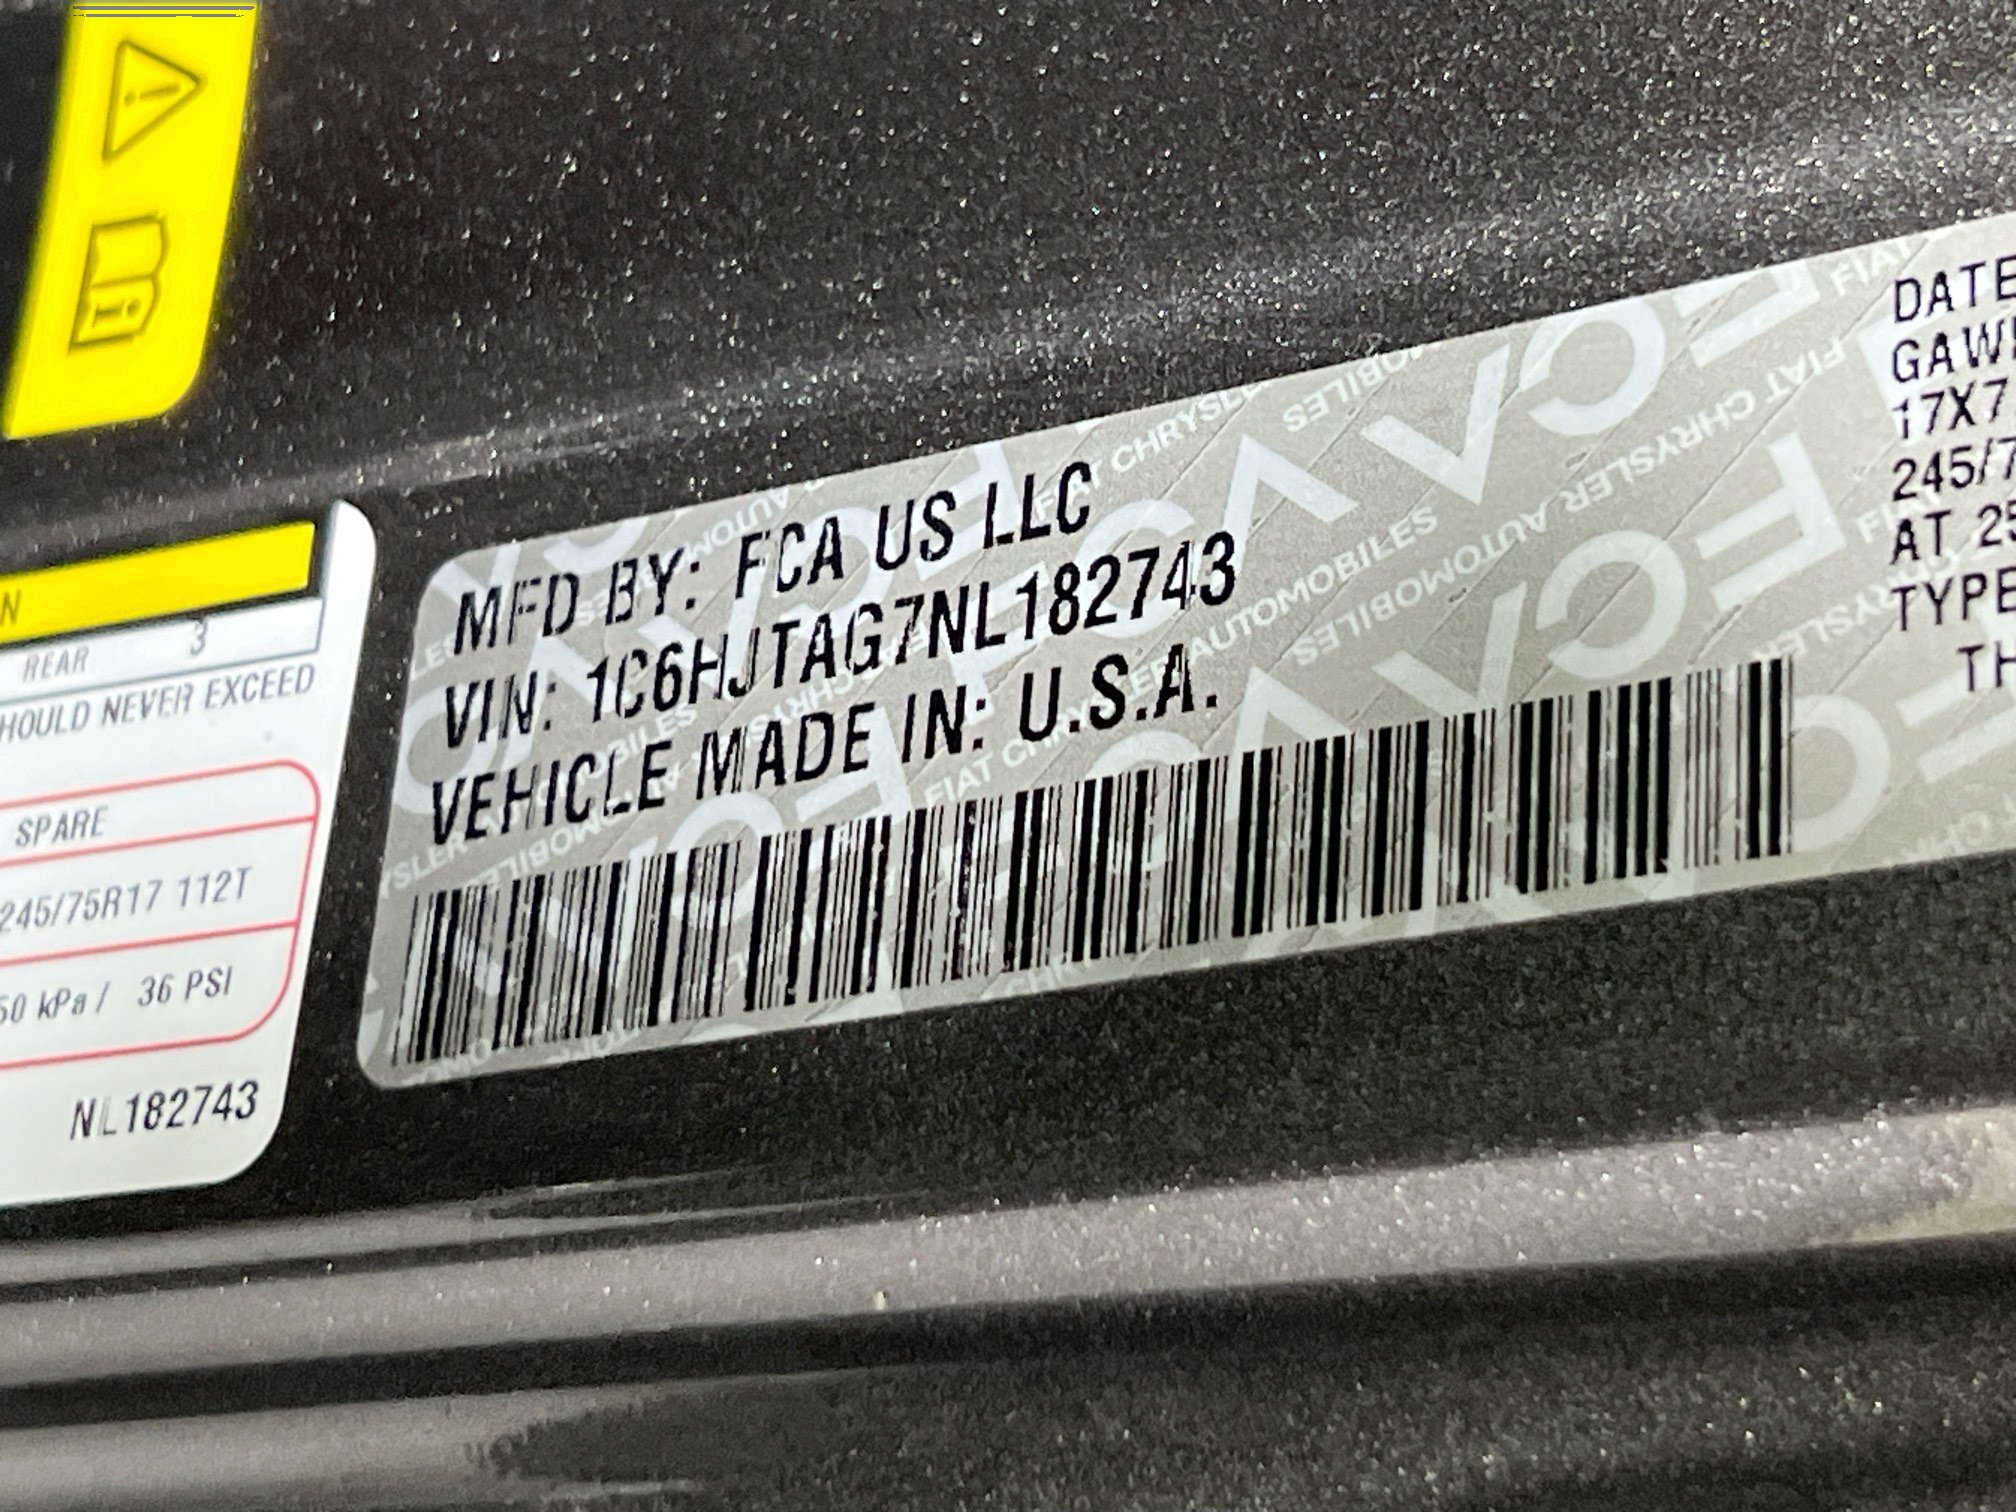 N
REAR 3
HOULD NEVER EXCEED
SPARE
245/75R17 112T
50 kPa / 36 PSI
NL182743
MFD BY: FCA US LLC
VIN: 1C6HJTAG7NL182743
VEHICLE MADE IN: U.S.A.
DATE
GAW
17X7
245/7
AT 25
TYPE
TH
FCA
FIAT CHRYSLER AUTOMOBILES